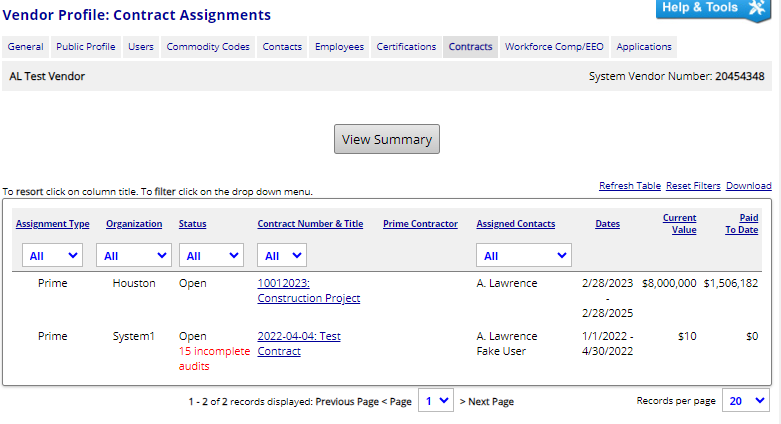 Vendor Profile: Contract Assignments
Help & Tools
General Public Profile Users Commodity Codes Contacts Employees Certifications Contracts Workforce Comp/EEO Applications
AL Test Vendor
System Vendor Number: 20454348
View Summary
To resort click on column title. To filter click on the drop down menu.
Refresh Table Reset Filters Download
Assignment Type Organization Status Contract Number & Title Prime Contractor Assigned Contacts Dates Current Value Paid To Date
All All All All All
Prime Houston Open 10012023: A. Lawrence 2/28/2023 $8,000,000 $1,506,182
Construction Project -
2/28/2025
Prime System1 Open 2022-04-04: Test A. Lawrence 1/1/2022 - $10 $0
15 incomplete Contract Fake User 4/30/2022
audits
1 - 2 of 2 records displayed: Previous Page < Page 1 > Next Page
Records per page 20